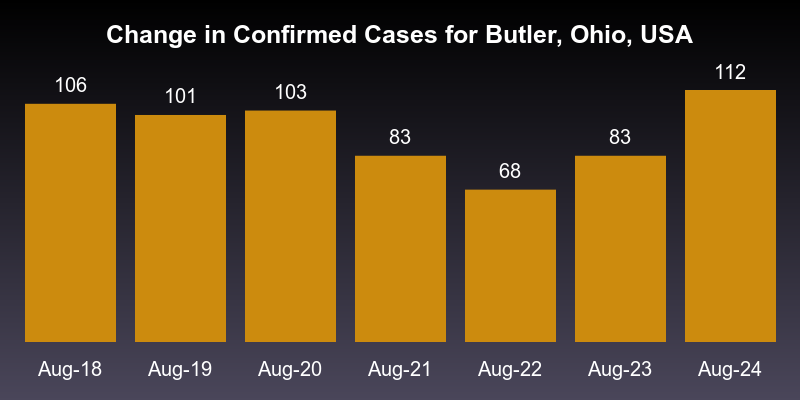 Change in Confirmed Cases for Butler, Ohio, USA
106 101 103 83 68 83 112
Aug-18 Aug-19 Aug-20 Aug-21 Aug-22 Aug-23 Aug-24